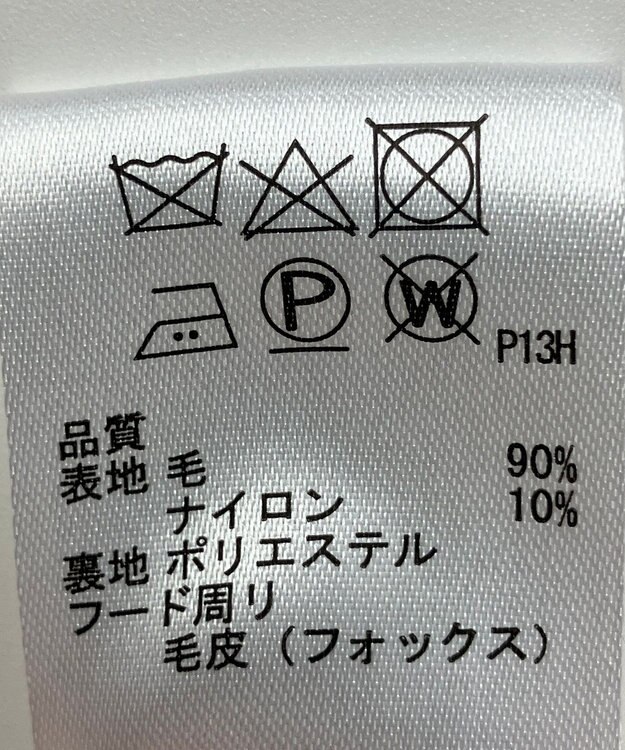 P W P13H
品質
表地 毛 90%
ナイロン 10%
裏地 ポリエステル
フード周リ
毛皮(フォックス)